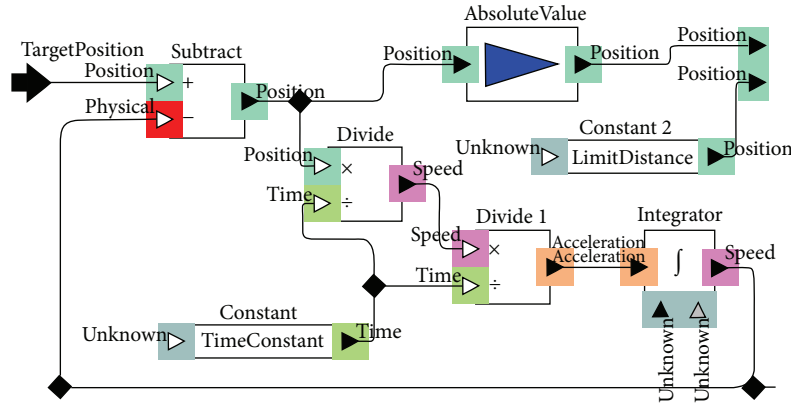 AbsoluteValue
TargetPosition
Subtract
Position
Position
Position
Position
+
Position
Position
Physical
−
Constant 2
Divide
Unknown
LimitDistance
Position
Position
×
Speed
Time
÷
Divide 1
Integrator
Speed
×
Acceleration
Acceleration
∫
Speed
Time
÷
Constant
Unknown
TimeConstant
Time
Unknown
Unknown